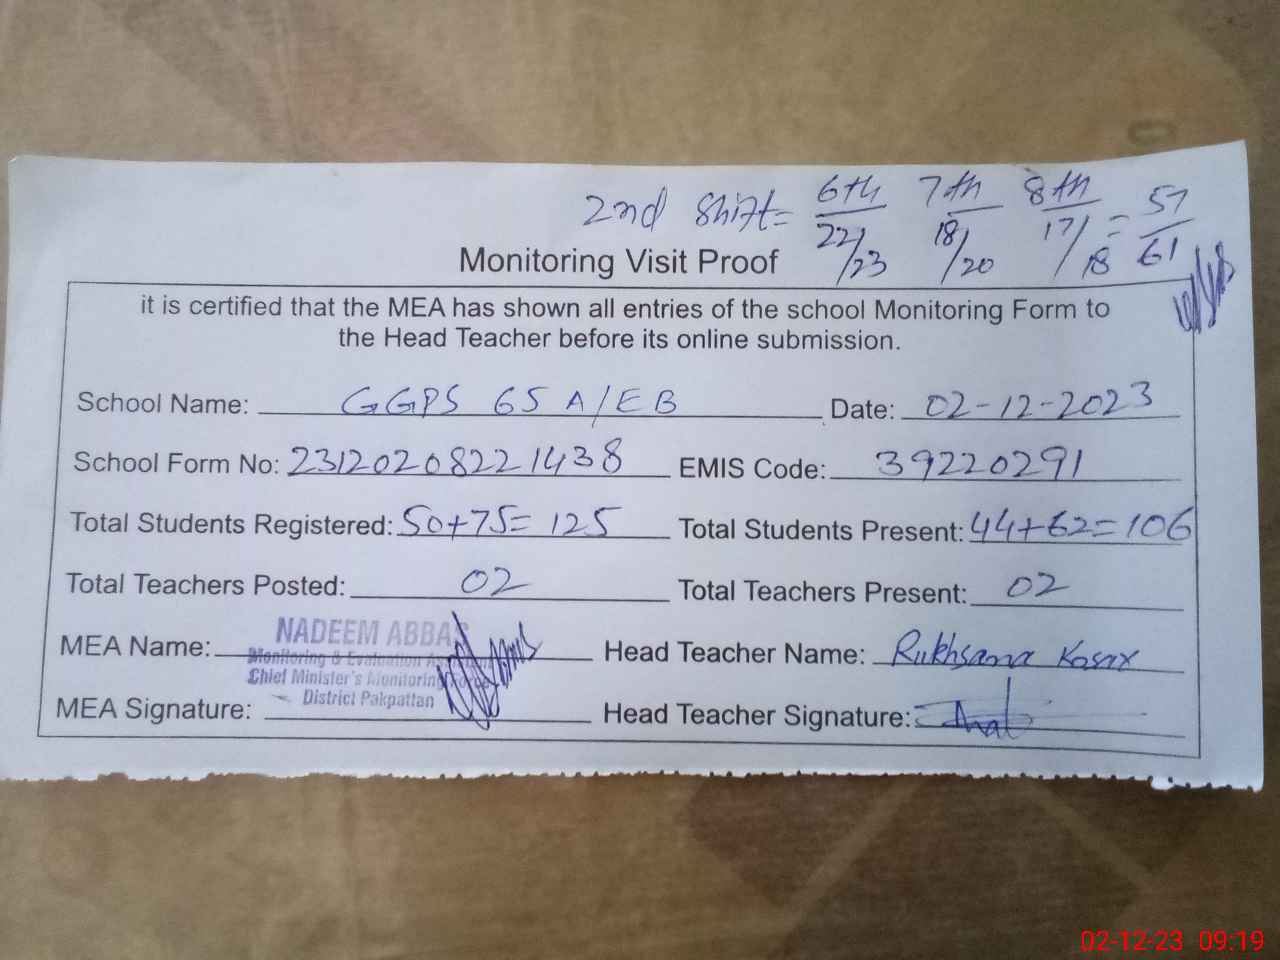 2nd Shift = 6th 7th 8th
22/23 18/20 17/18 = 57/61
Monitoring Visit Proof
it is certified that the MEA has shown all entries of the school Monitoring Form to
the Head Teacher before its online submission.
School Name: GGPS 65 A/EB Date: 02-12-2023
School Form No: 23120208221438 EMIS Code: 39220291
Total Students Registered: 50+75= 125 Total Students Present: 44+62=106
Total Teachers Posted: 02 Total Teachers Present: 02
MEA Name: NADEEM ABBAS Head Teacher Name: Rukhsana Kosar
Monitoring & Evaluation
Chief Minister's Monitoring Force
District Pakpattan
MEA Signature: Head Teacher Signature:
02-12-23 09:19